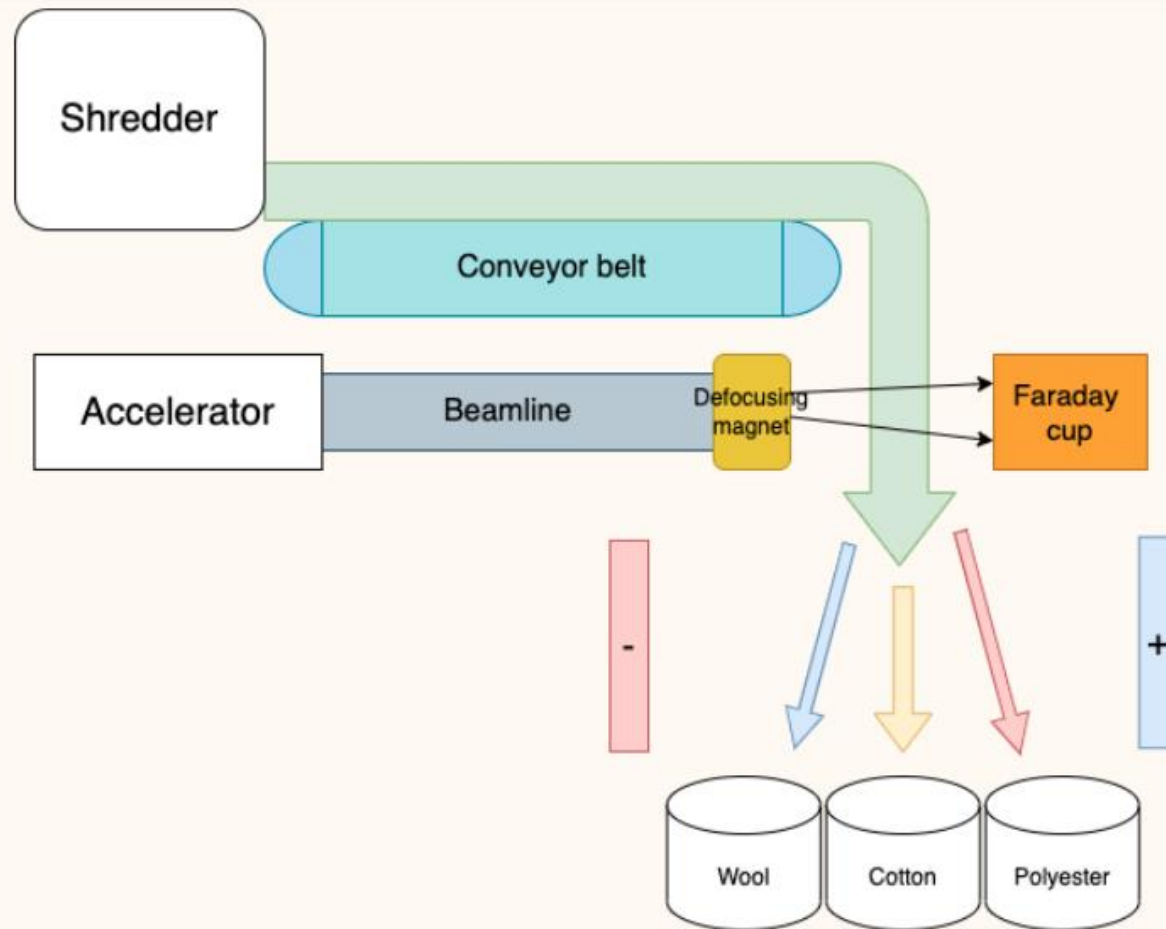 Shredder
Conveyor belt
Accelerator
Beamline
Defocusing
magnet
Faraday
cup
-
+
Wool
Cotton
Polyester